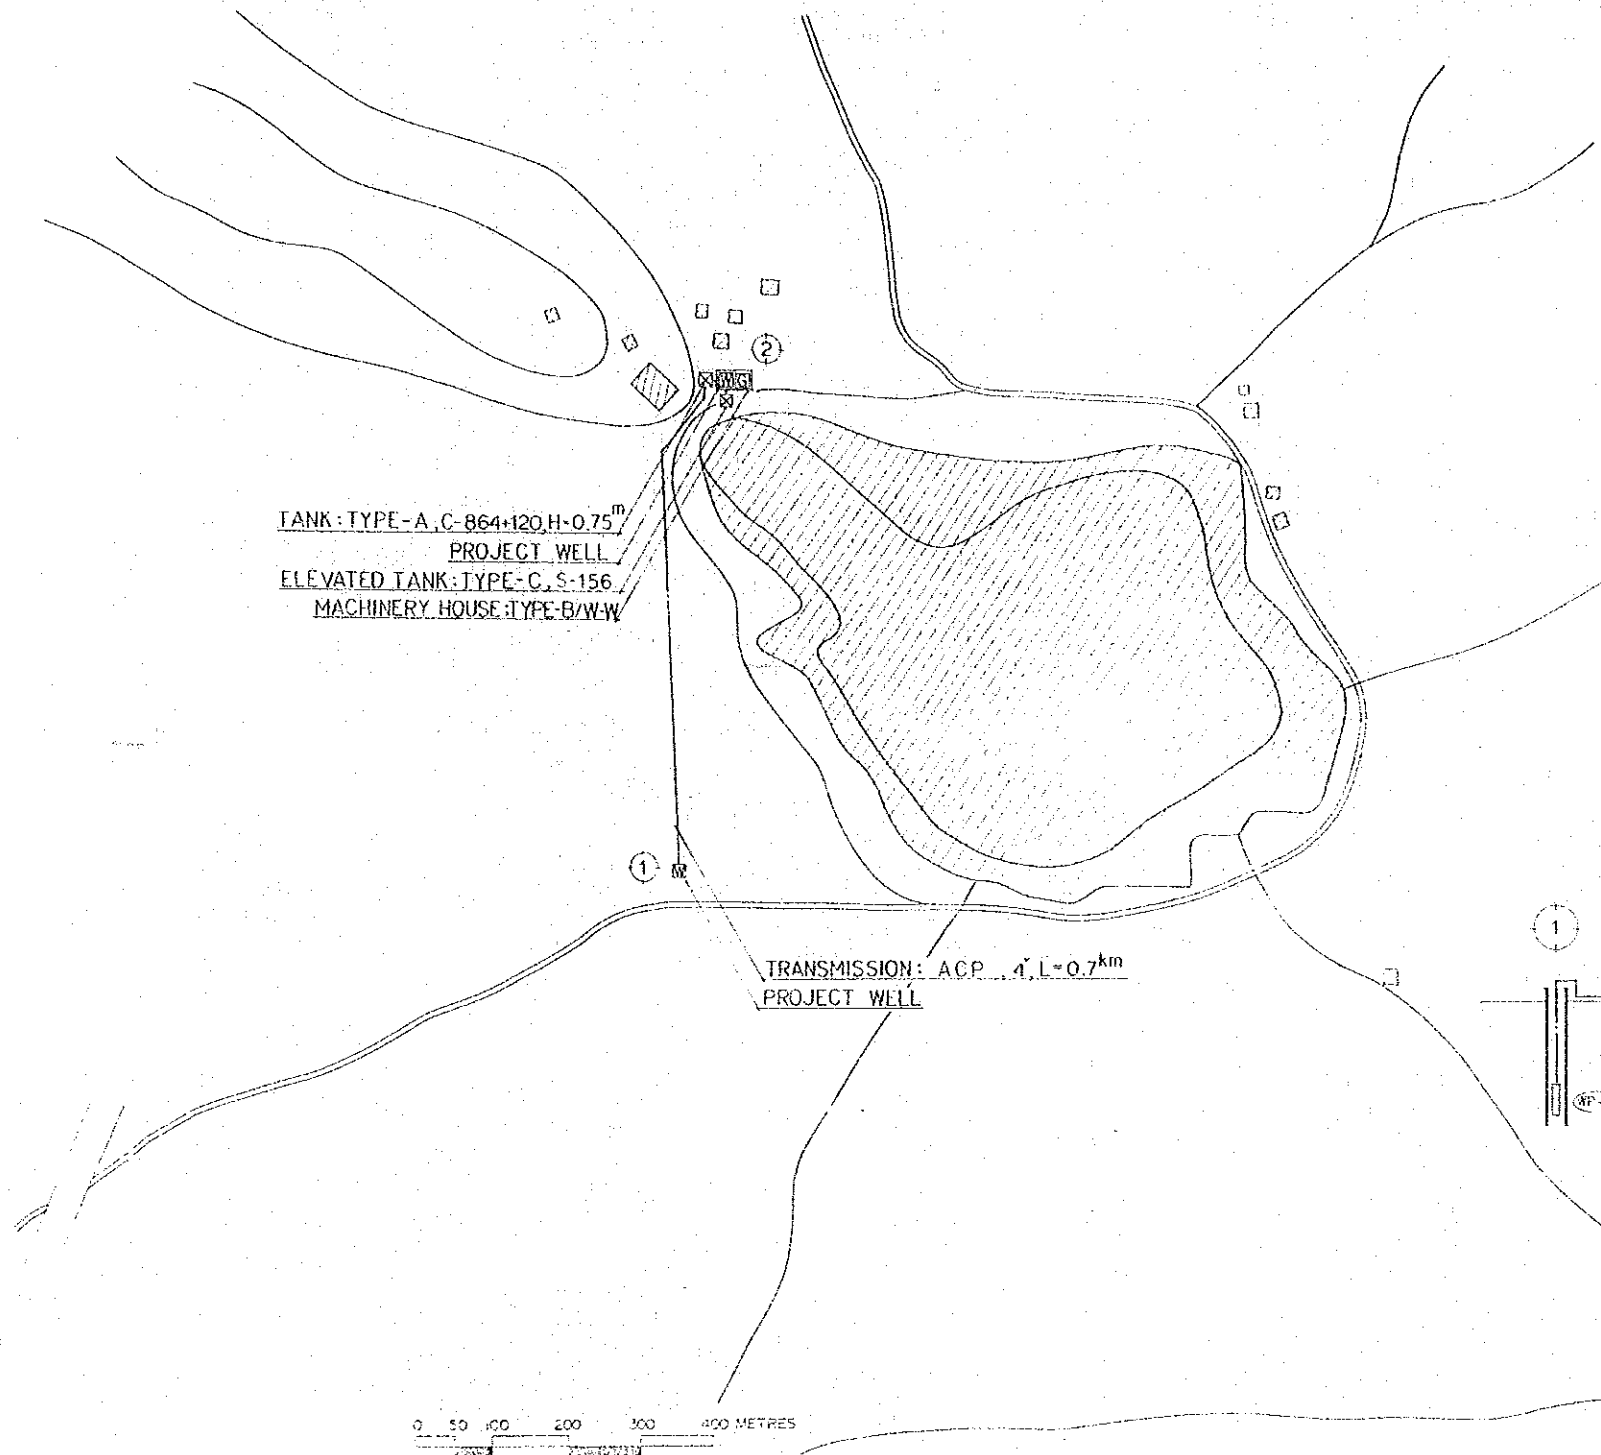 2
W G
TANK:TYPE-A,C-864+120,H-0.75m
PROJECT WELL
ELEVATED TANK:TYPE-C,S-156
MACHINERY HOUSE:TYPE-B/W-W
1
W
1
TRANSMISSION: ACP , 4", L=0.7km
PROJECT WELL
WP
0 50 100 200 300 400 METRES